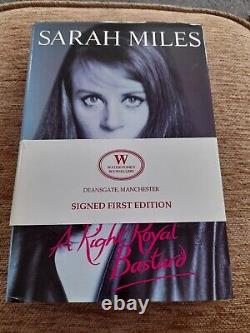 SARAH MILES
W
WATERSTONE'S
BOOKSELLERS
DEANSGATE, MANCHESTER
SIGNED FIRST EDITION
A Right Royal
Bastard